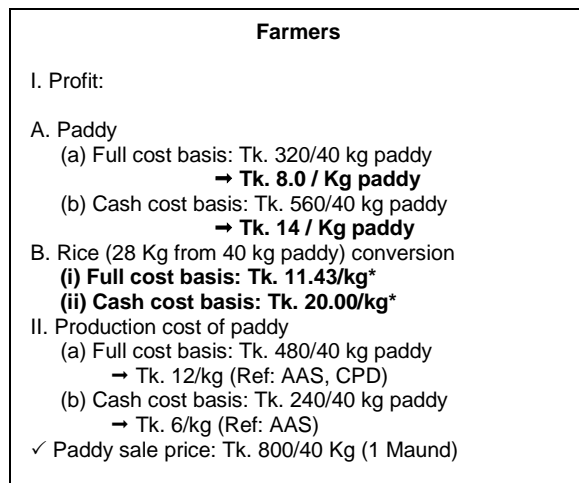 Farmers
I. Profit:
A. Paddy
(a) Full cost basis: Tk. 320/40 kg paddy
➞ Tk. 8.0 / Kg paddy
(b) Cash cost basis: Tk. 560/40 kg paddy
➞ Tk. 14 / Kg paddy
B. Rice (28 Kg from 40 kg paddy) conversion
(i) Full cost basis: Tk. 11.43/kg*
(ii) Cash cost basis: Tk. 20.00/kg*
II. Production cost of paddy
(a) Full cost basis: Tk. 480/40 kg paddy
➞ Tk. 12/kg (Ref: AAS, CPD)
(b) Cash cost basis: Tk. 240/40 kg paddy
➞ Tk. 6/kg (Ref: AAS)
✓ Paddy sale price: Tk. 800/40 Kg (1 Maund)